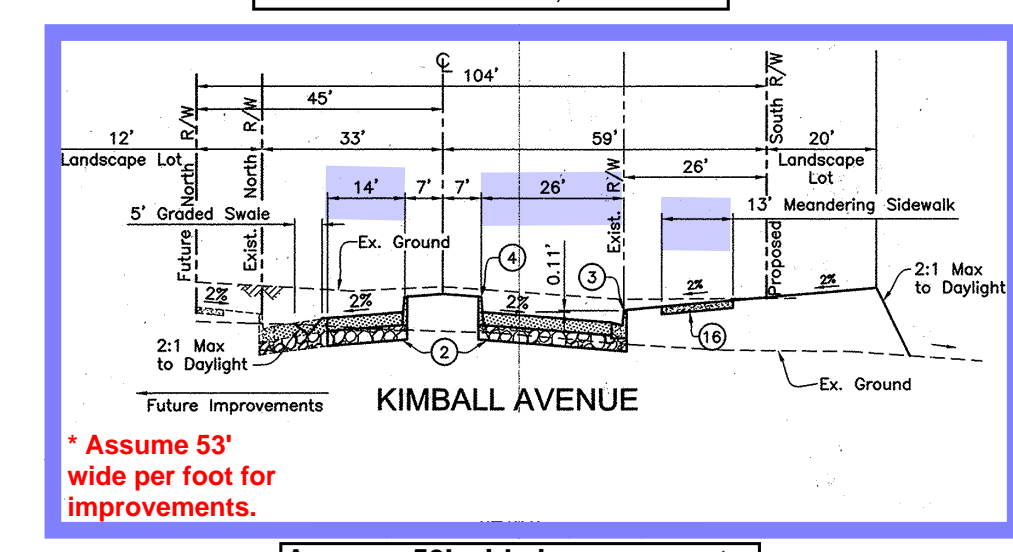 ℄
104'
45'
12'
33'
59'
20'
Landscape Lot
Landscape
Lot
Future North R/W
Exist. North R/W
Exist. R/W
Proposed South R/W
26'
14'
7'
7'
26'
13' Meandering Sidewalk
5' Graded Swale
Ex. Ground
4
0.11'
3
2%
2%
2%
2%
2%
2:1 Max
to Daylight
16
2:1 Max
to Daylight
2
Ex. Ground
Future Improvements
KIMBALL AVENUE
* Assume 53'
wide per foot for
improvements.